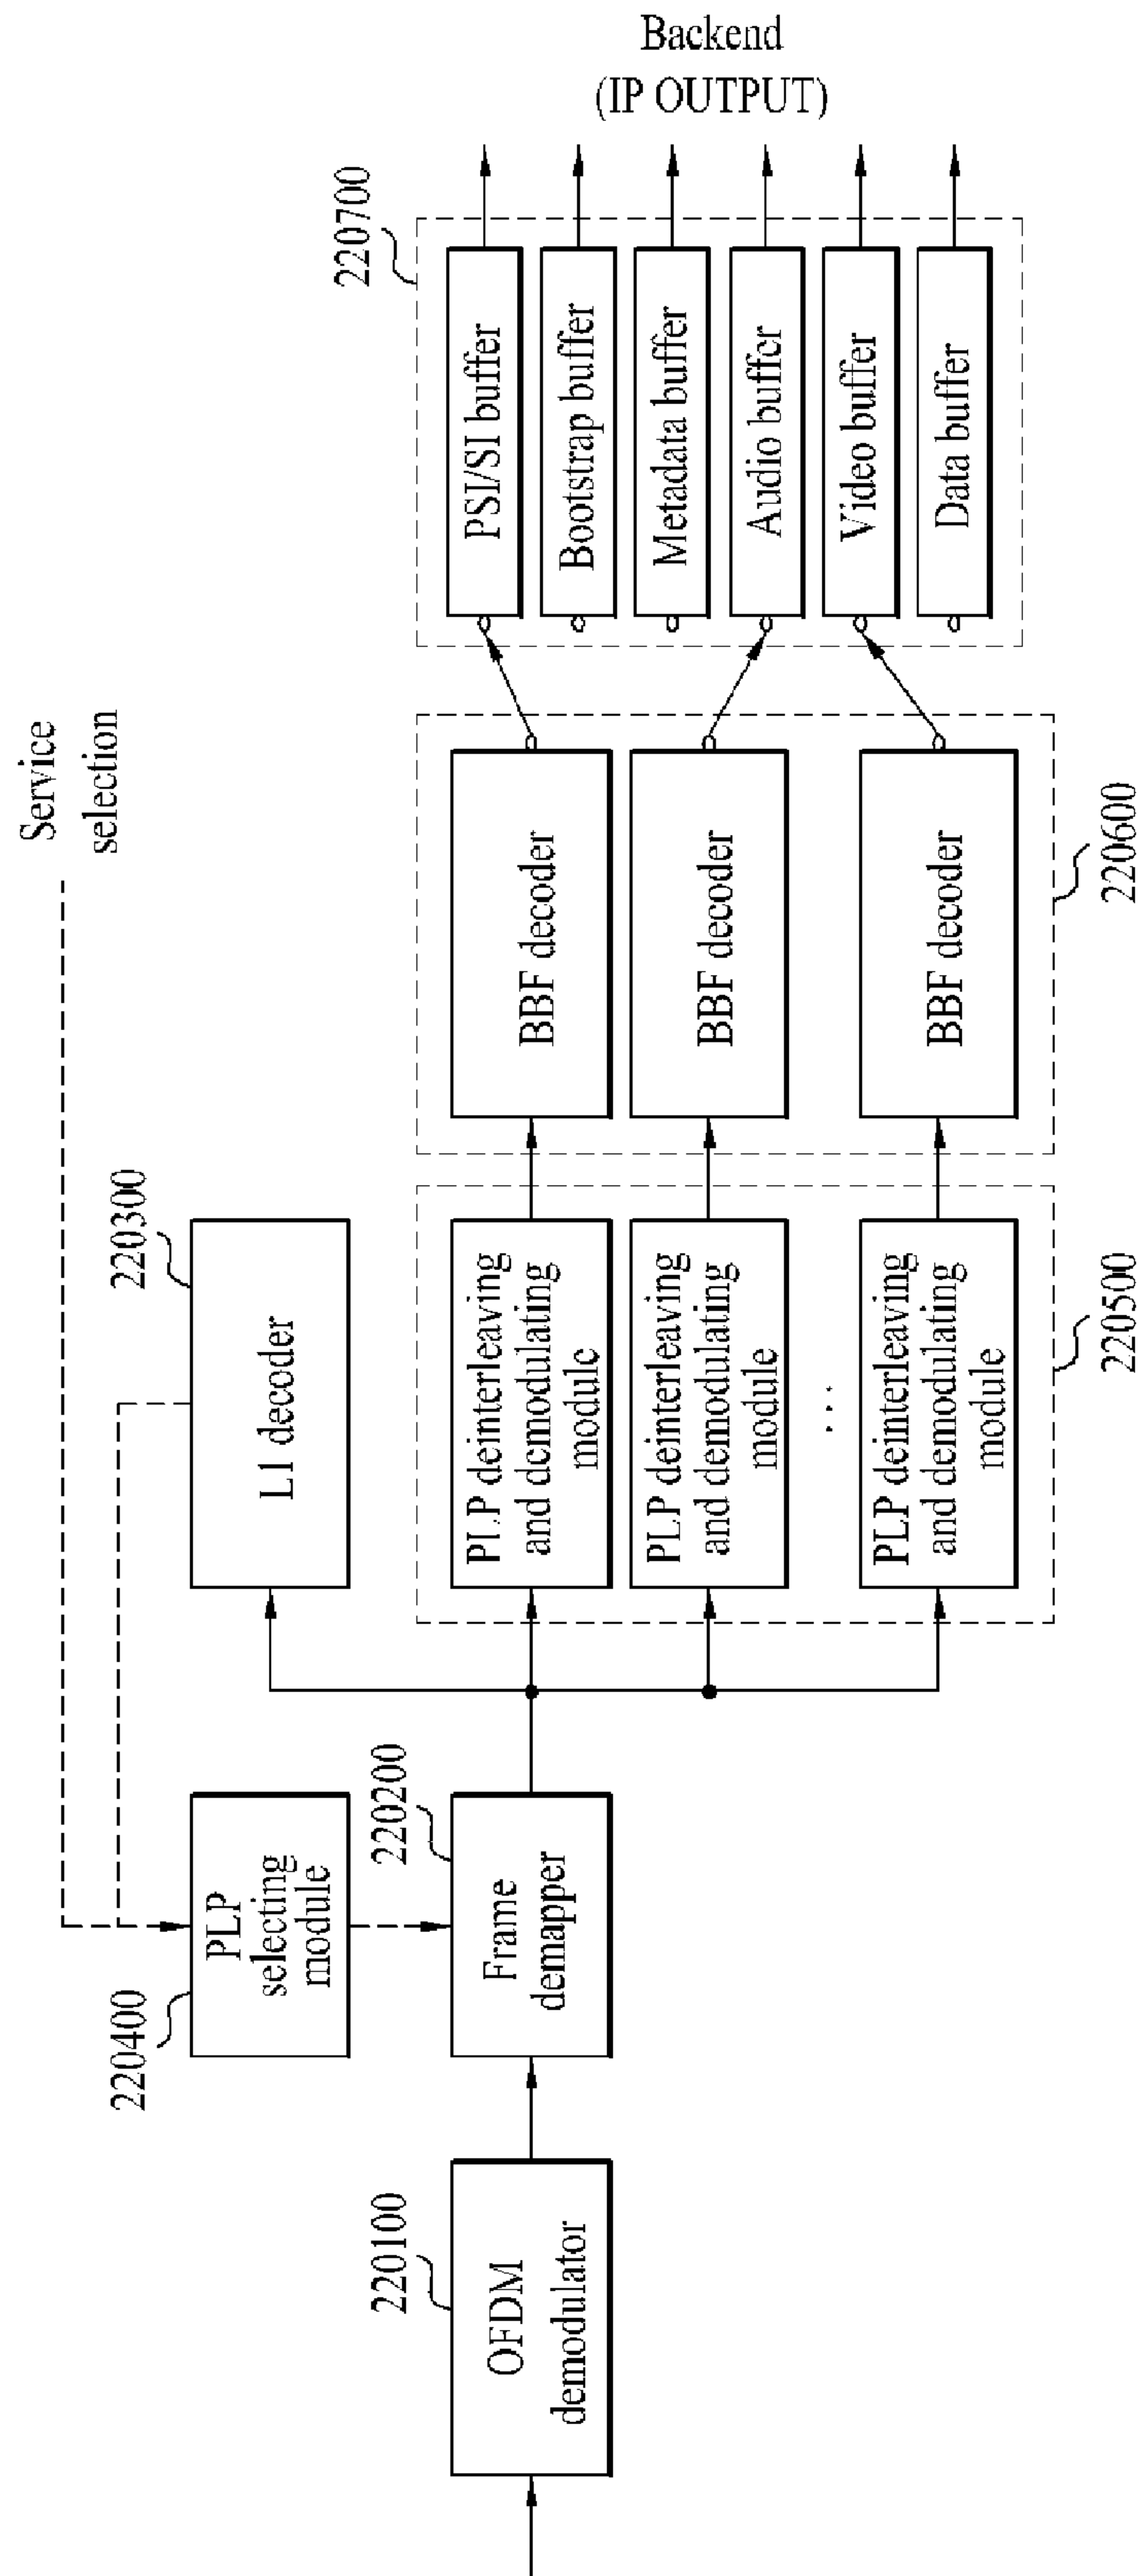 Service
selection
220400
PLP
selecting
module
220300
L1 decoder
220100
OFDM
demodulator
220200
Frame
demapper
PLP deinterleaving
and demodulating
module
PLP deinterleaving
and demodulating
module
...
PLP deinterleaving
and demodulating
module
220500
BBF decoder
BBF decoder
BBF decoder
220600
220700
PSI/SI buffer
Bootstrap buffer
Metadata buffer
Audio buffer
Video buffer
Data buffer
Backend
(IP OUTPUT)